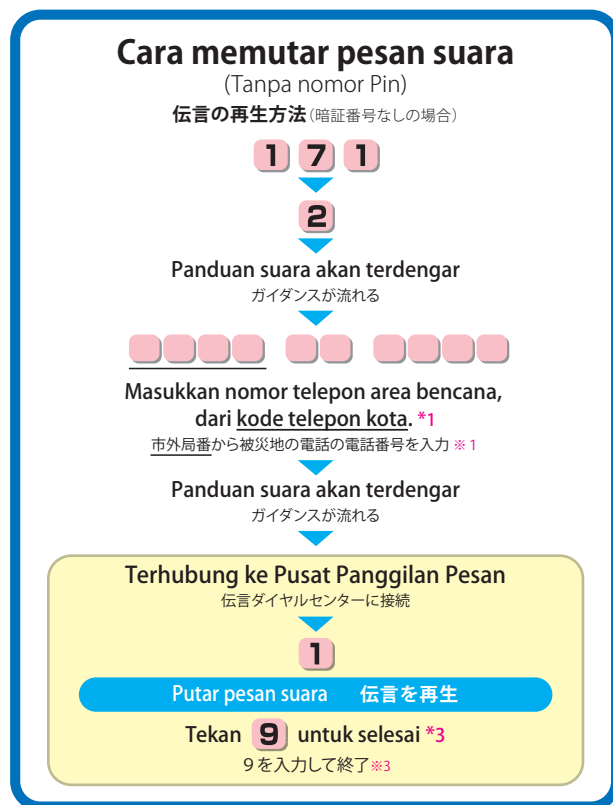 Cara memutar pesan suara
(Tanpa nomor Pin)
伝言の再生方法(暗証番号なしの場合)
1 7 1
2
Panduan suara akan terdengar
ガイダンスが流れる
Masukkan nomor telepon area bencana,
dari kode telepon kota. *1
市外局番から被災地の電話の電話番号を入力 ※1
Panduan suara akan terdengar
ガイダンスが流れる
Terhubung ke Pusat Panggilan Pesan
伝言ダイヤルセンターに接続
1
Putar pesan suara 伝言を再生
Tekan 9 untuk selesai *3
9を入力して終了※3